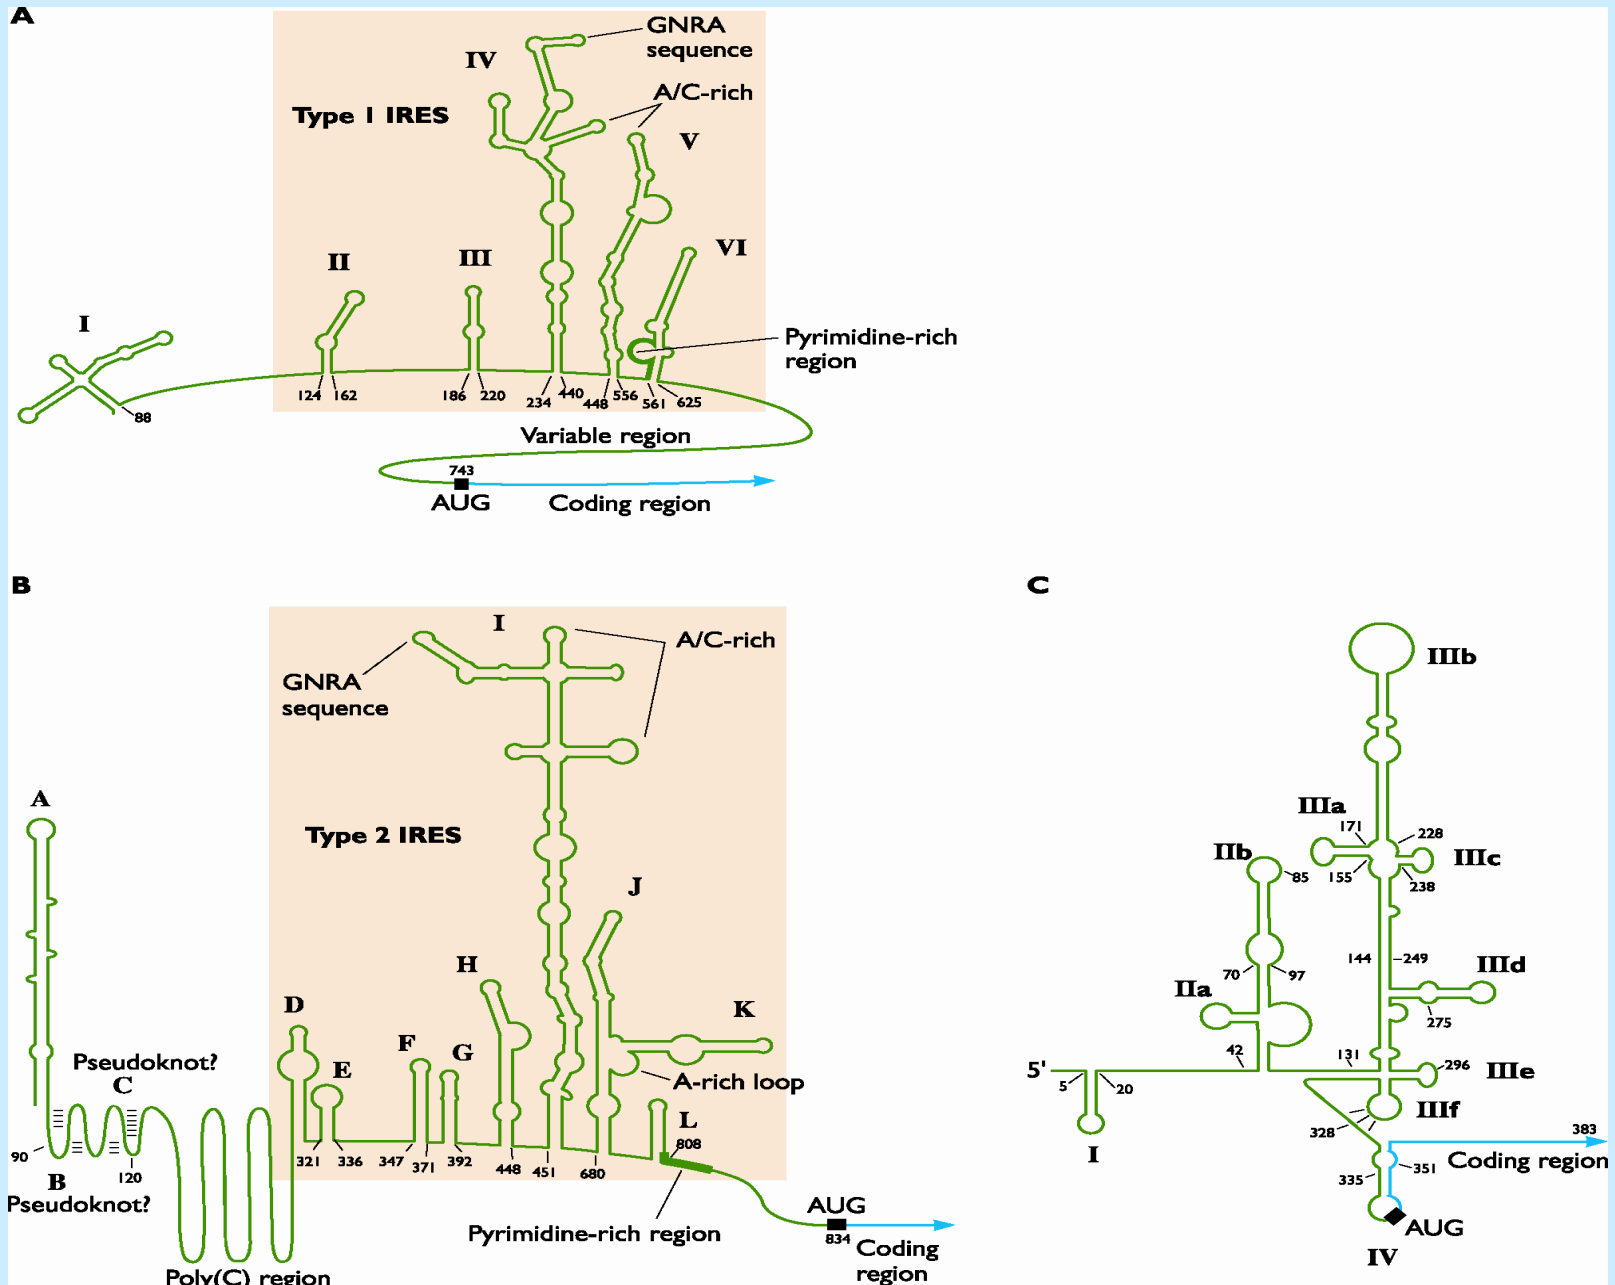 A
GNRA
sequence
IV
A/C-rich
Type 1 IRES
V
VI
II
III
I
Pyrimidine-rich
region
124 162
186 220
234 440
448 556
561 625
88
Variable region
743
AUG
Coding region
B
I
A/C-rich
GNRA
sequence
A
Type 2 IRES
J
H
K
D
F
G
E
Pseudoknot?
C
A-rich loop
L
808
90
B
120
Pseudoknot?
321 336
347 371 392
448 451 680
Pyrimidine-rich region
AUG
834
Coding
region
Poly(C) region
C
IIIb
IIIa
171
228
IIb
85
155
IIIc
238
70 97
144 249
IIId
IIa
275
42
131
296
IIIe
5'
5 20
IIIf
328
I
383
351
Coding region
335
AUG
IV